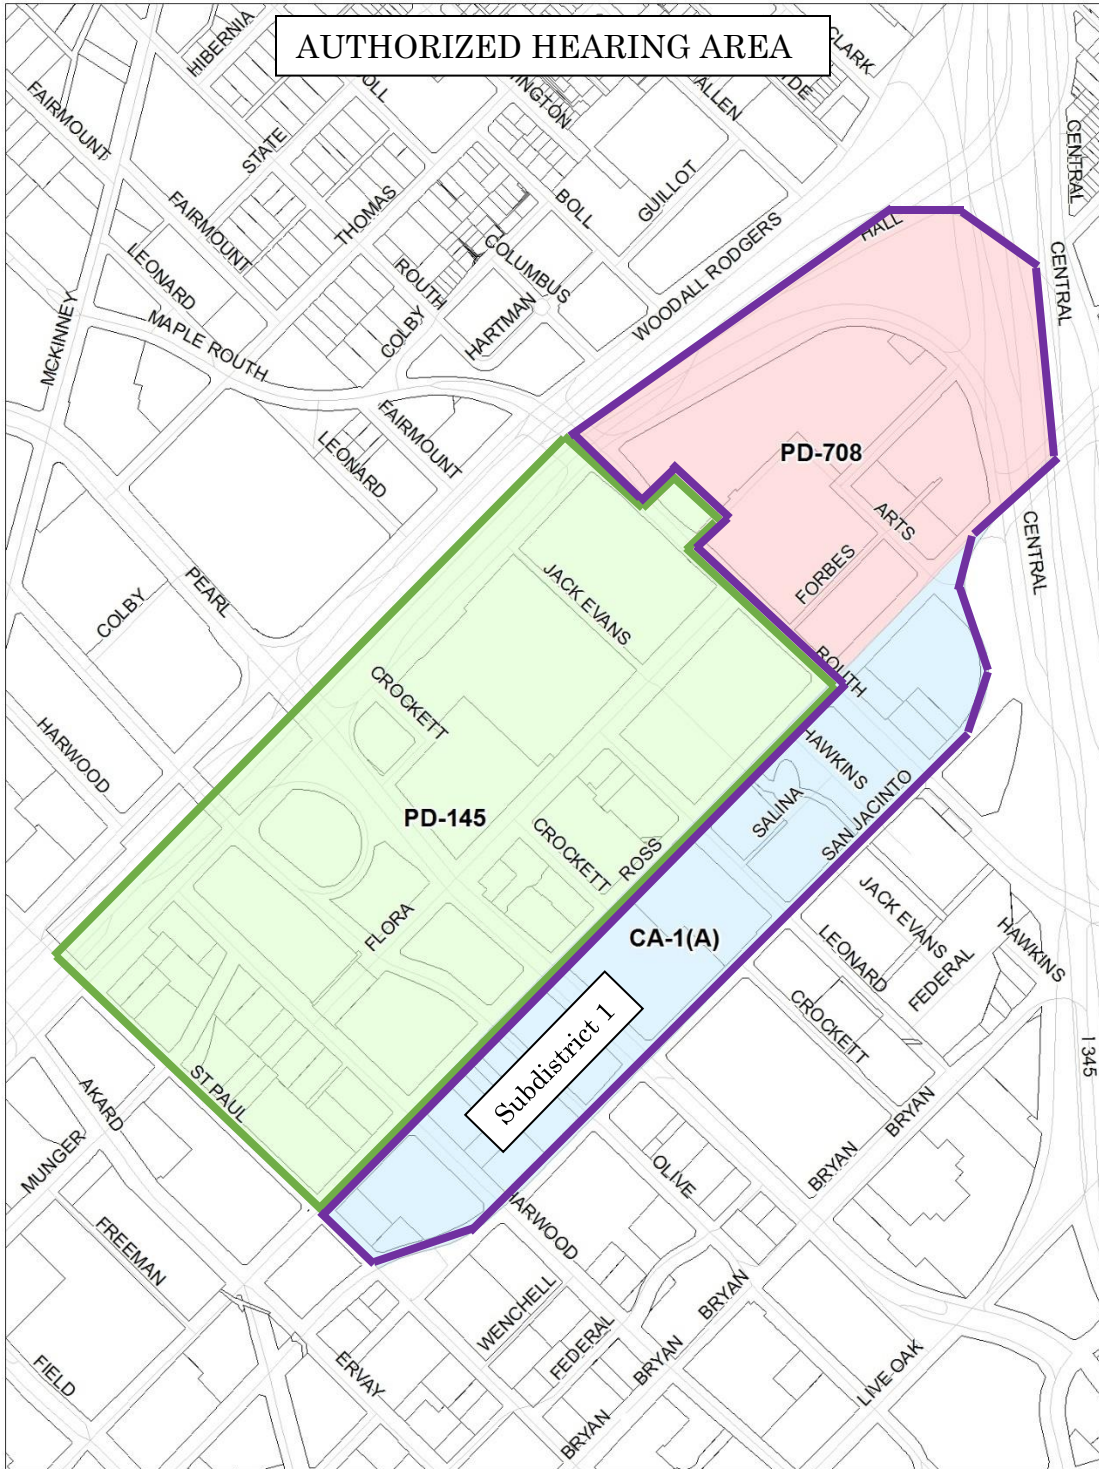 AUTHORIZED HEARING AREA
HIBERNIA
CLARK
FAIRMOUNT
STATE
ALLEN
CENTRAL
FAIRMOUNT
THOMAS
BOLL
GUILLOT
LEONARD
ROUTH
COLUMBUS
WOODALL RODGERS
HALL
CENTRAL
MCKINNEY
MAPLE ROUTH
COLBY
HARTMAN
FAIRMOUNT
LEONARD
PD-708
ARTS
CENTRAL
PEARL
COLBY
JACK EVANS
FORBES
CROCKETT
ROUTH
HARWOOD
HAWKINS
SALINA
SAN JACINTO
PD-145
CROCKETT
ROSS
FLORA
CA-1(A)
JACK EVANS
LEONARD
FEDERAL
HAWKINS
CROCKETT
Subdistrict 1
I 345
ST PAUL
AKARD
MUNGER
BRYAN
BRYAN
OLIVE
FREEMAN
HARWOOD
WENCHELL
FEDERAL
BRYAN
BRYAN
FIELD
ERVAY
LIVE OAK
BRYAN